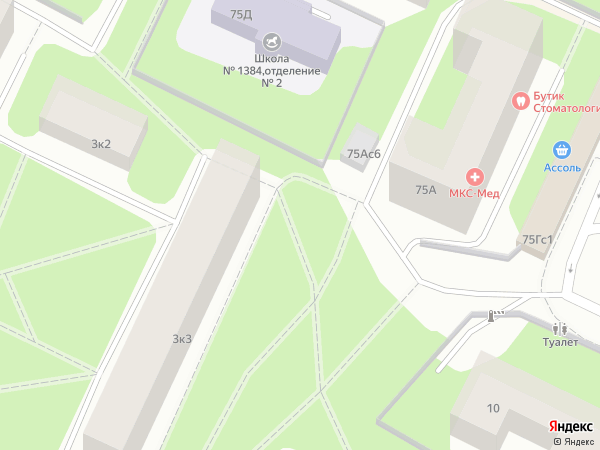 75Д
Школа
№ 1384,отделение
№ 2
Бутик
Стоматологи
3к2
75Ас6
Ассоль
75А
МКС-Мед
75Гс1
3к3
Туалет
10
Яндекс
© Яндекс